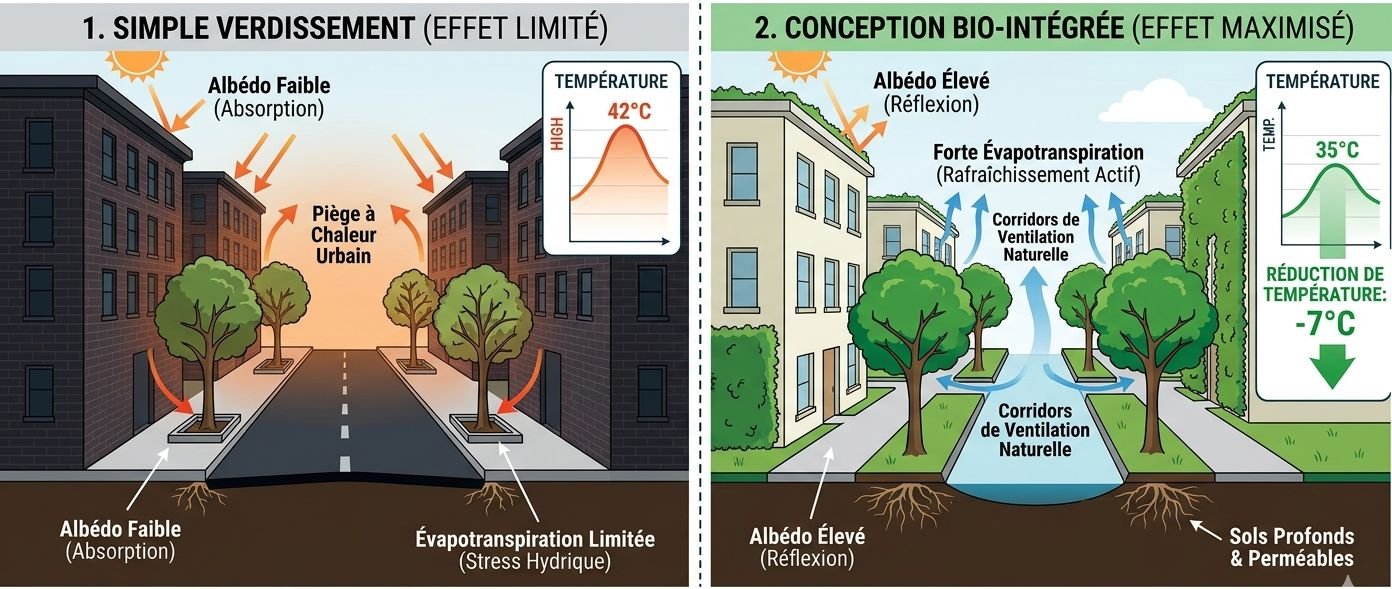 1. SIMPLE VERDISSEMENT (EFFET LIMITÉ)
Albédo Faible
(Absorption)
TEMPÉRATURE
HIGH
42°C
Piège à
Chaleur
Urbain
Albédo Faible
(Absorption)
Évapotranspiration Limitée
(Stress Hydrique)
2. CONCEPTION BIO-INTÉGRÉE (EFFET MAXIMISÉ)
Albédo Élevé
(Réflexion)
Forte Évapotranspiration
(Rafraîchissement Actif)
Corridors de
Ventilation
Naturelle
TEMPÉRATURE
TEMP.
35°C
RÉDUCTION DE
TEMPÉRATURE:
-7°C
Corridors
de Ventilation
Naturelle
Albédo Élevé
(Réflexion)
Sols Profonds
& Perméables